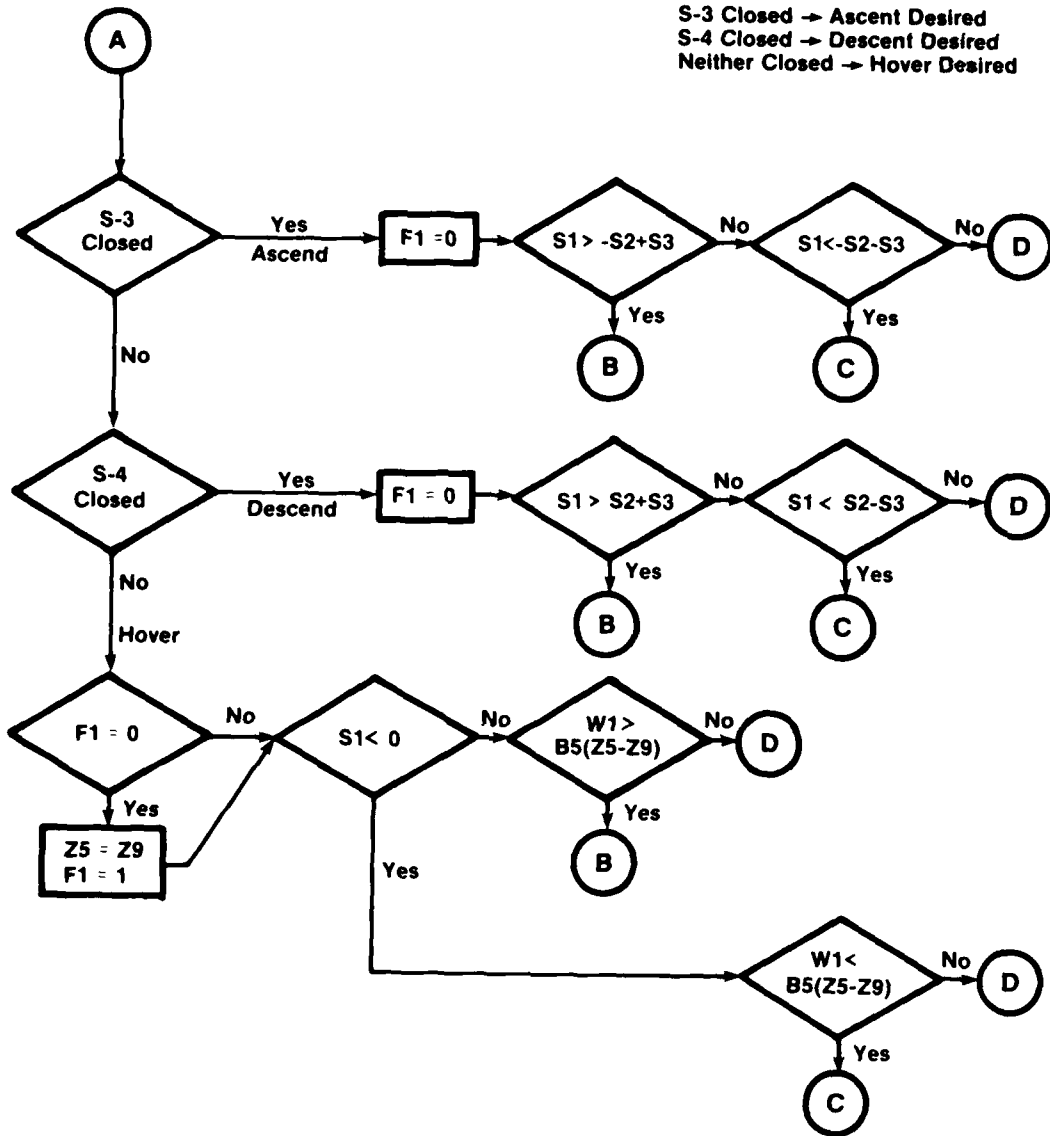 S-3 Closed → Ascent Desired
S-4 Closed → Descent Desired
Neither Closed → Hover Desired
A
S-3
Closed
Yes
Ascend
F1 = 0
S1 > -S2+S3
No
S1<-S2-S3
No
D
Yes
B
Yes
C
No
S-4
Closed
Yes
Descend
F1 = 0
S1 > S2+S3
No
S1 < S2-S3
No
D
Yes
B
Yes
C
No
Hover
F1 = 0
No
S1< 0
No
W1>
B5(Z5-Z9)
No
D
Yes
Z5 = Z9
F1 = 1
Yes
B
Yes
W1<
B5(Z5-Z9)
No
D
Yes
C